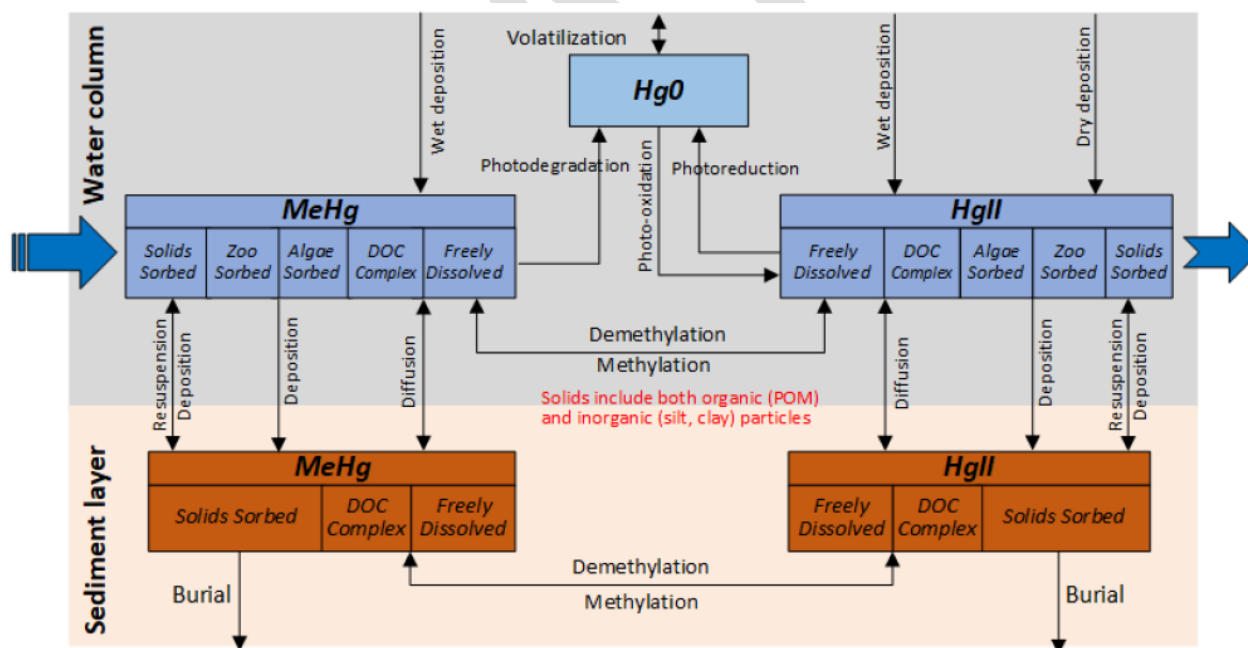 Water column
Volatilization
Hg0
Wet deposition
Wet deposition
Dry deposition
Photodegradation
Photo-oxidation
Photoreduction
MeHg
Solids
Sorbed
Zoo
Sorbed
Algae
Sorbed
DOC
Complex
Freely
Dissolved
HgII
Freely
Dissolved
DOC
Complex
Algae
Sorbed
Zoo
Sorbed
Solids
Sorbed
Demethylation
Methylation
Resuspension
Deposition
Deposition
Diffusion
Solids include both organic (POM)
and inorganic (silt, clay) particles
Diffusion
Deposition
Resuspension
Deposition
Sediment layer
MeHg
Solids Sorbed
DOC
Complex
Freely
Dissolved
HgII
Freely
Dissolved
DOC
Complex
Solids Sorbed
Demethylation
Methylation
Burial
Burial